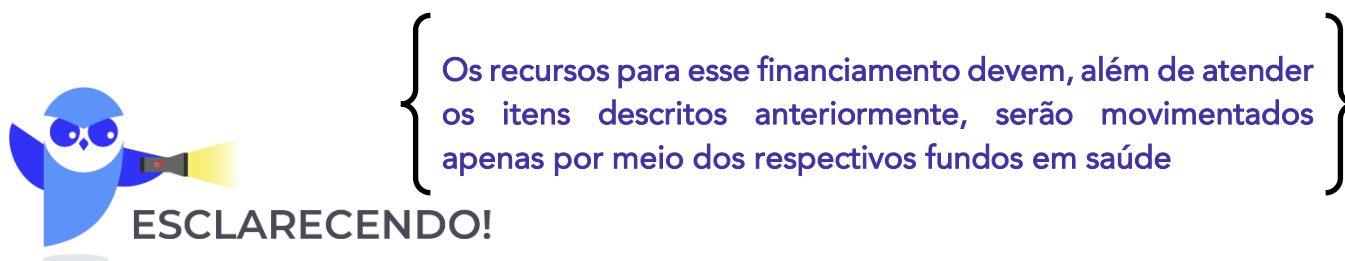 Os recursos para esse financiamento devem, além de atender
os itens descritos anteriormente, serão movimentados
apenas por meio dos respectivos fundos em saúde
ESCLARECENDO!